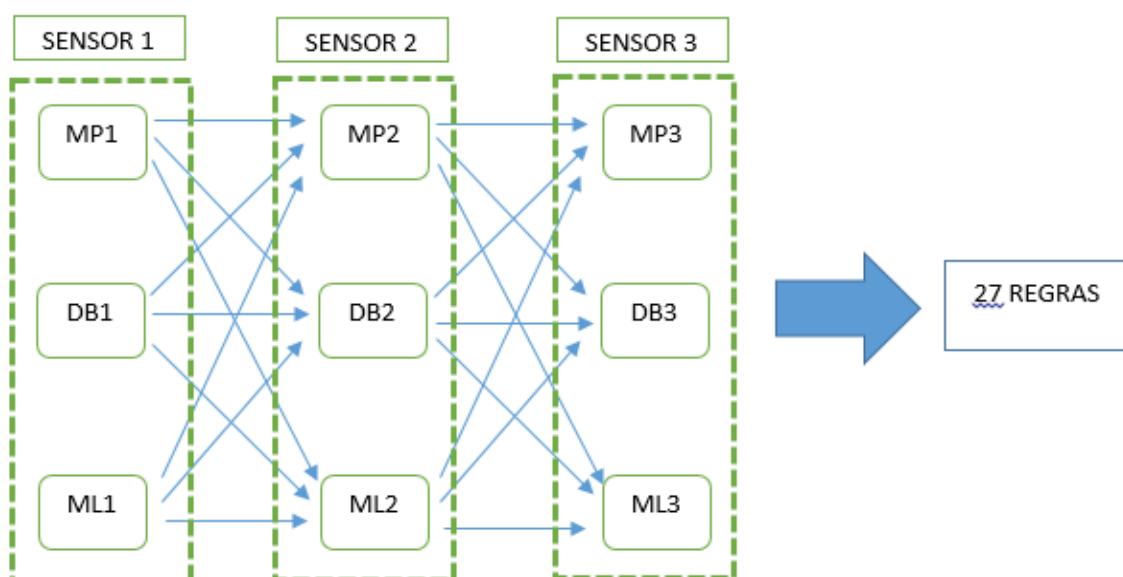 SENSOR 1
SENSOR 2
SENSOR 3
MP1
MP2
MP3
DB1
DB2
DB3
27 REGRAS
ML1
ML2
ML3